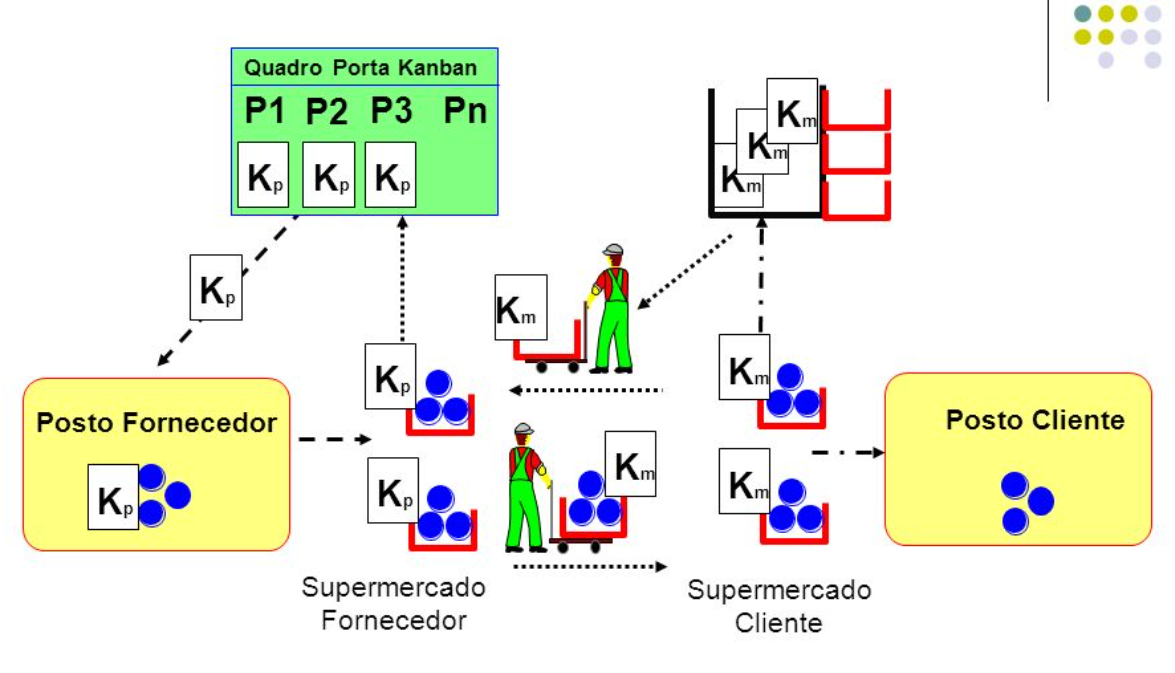 Quadro Porta Kanban
P1 P2 P3 Pn
Kp Kp Kp
Km
Km
Km
Kp
Km
Kp
Km
Posto Fornecedor
Posto Cliente
Kp
Kp
Km
Km
Supermercado
Fornecedor
Supermercado
Cliente